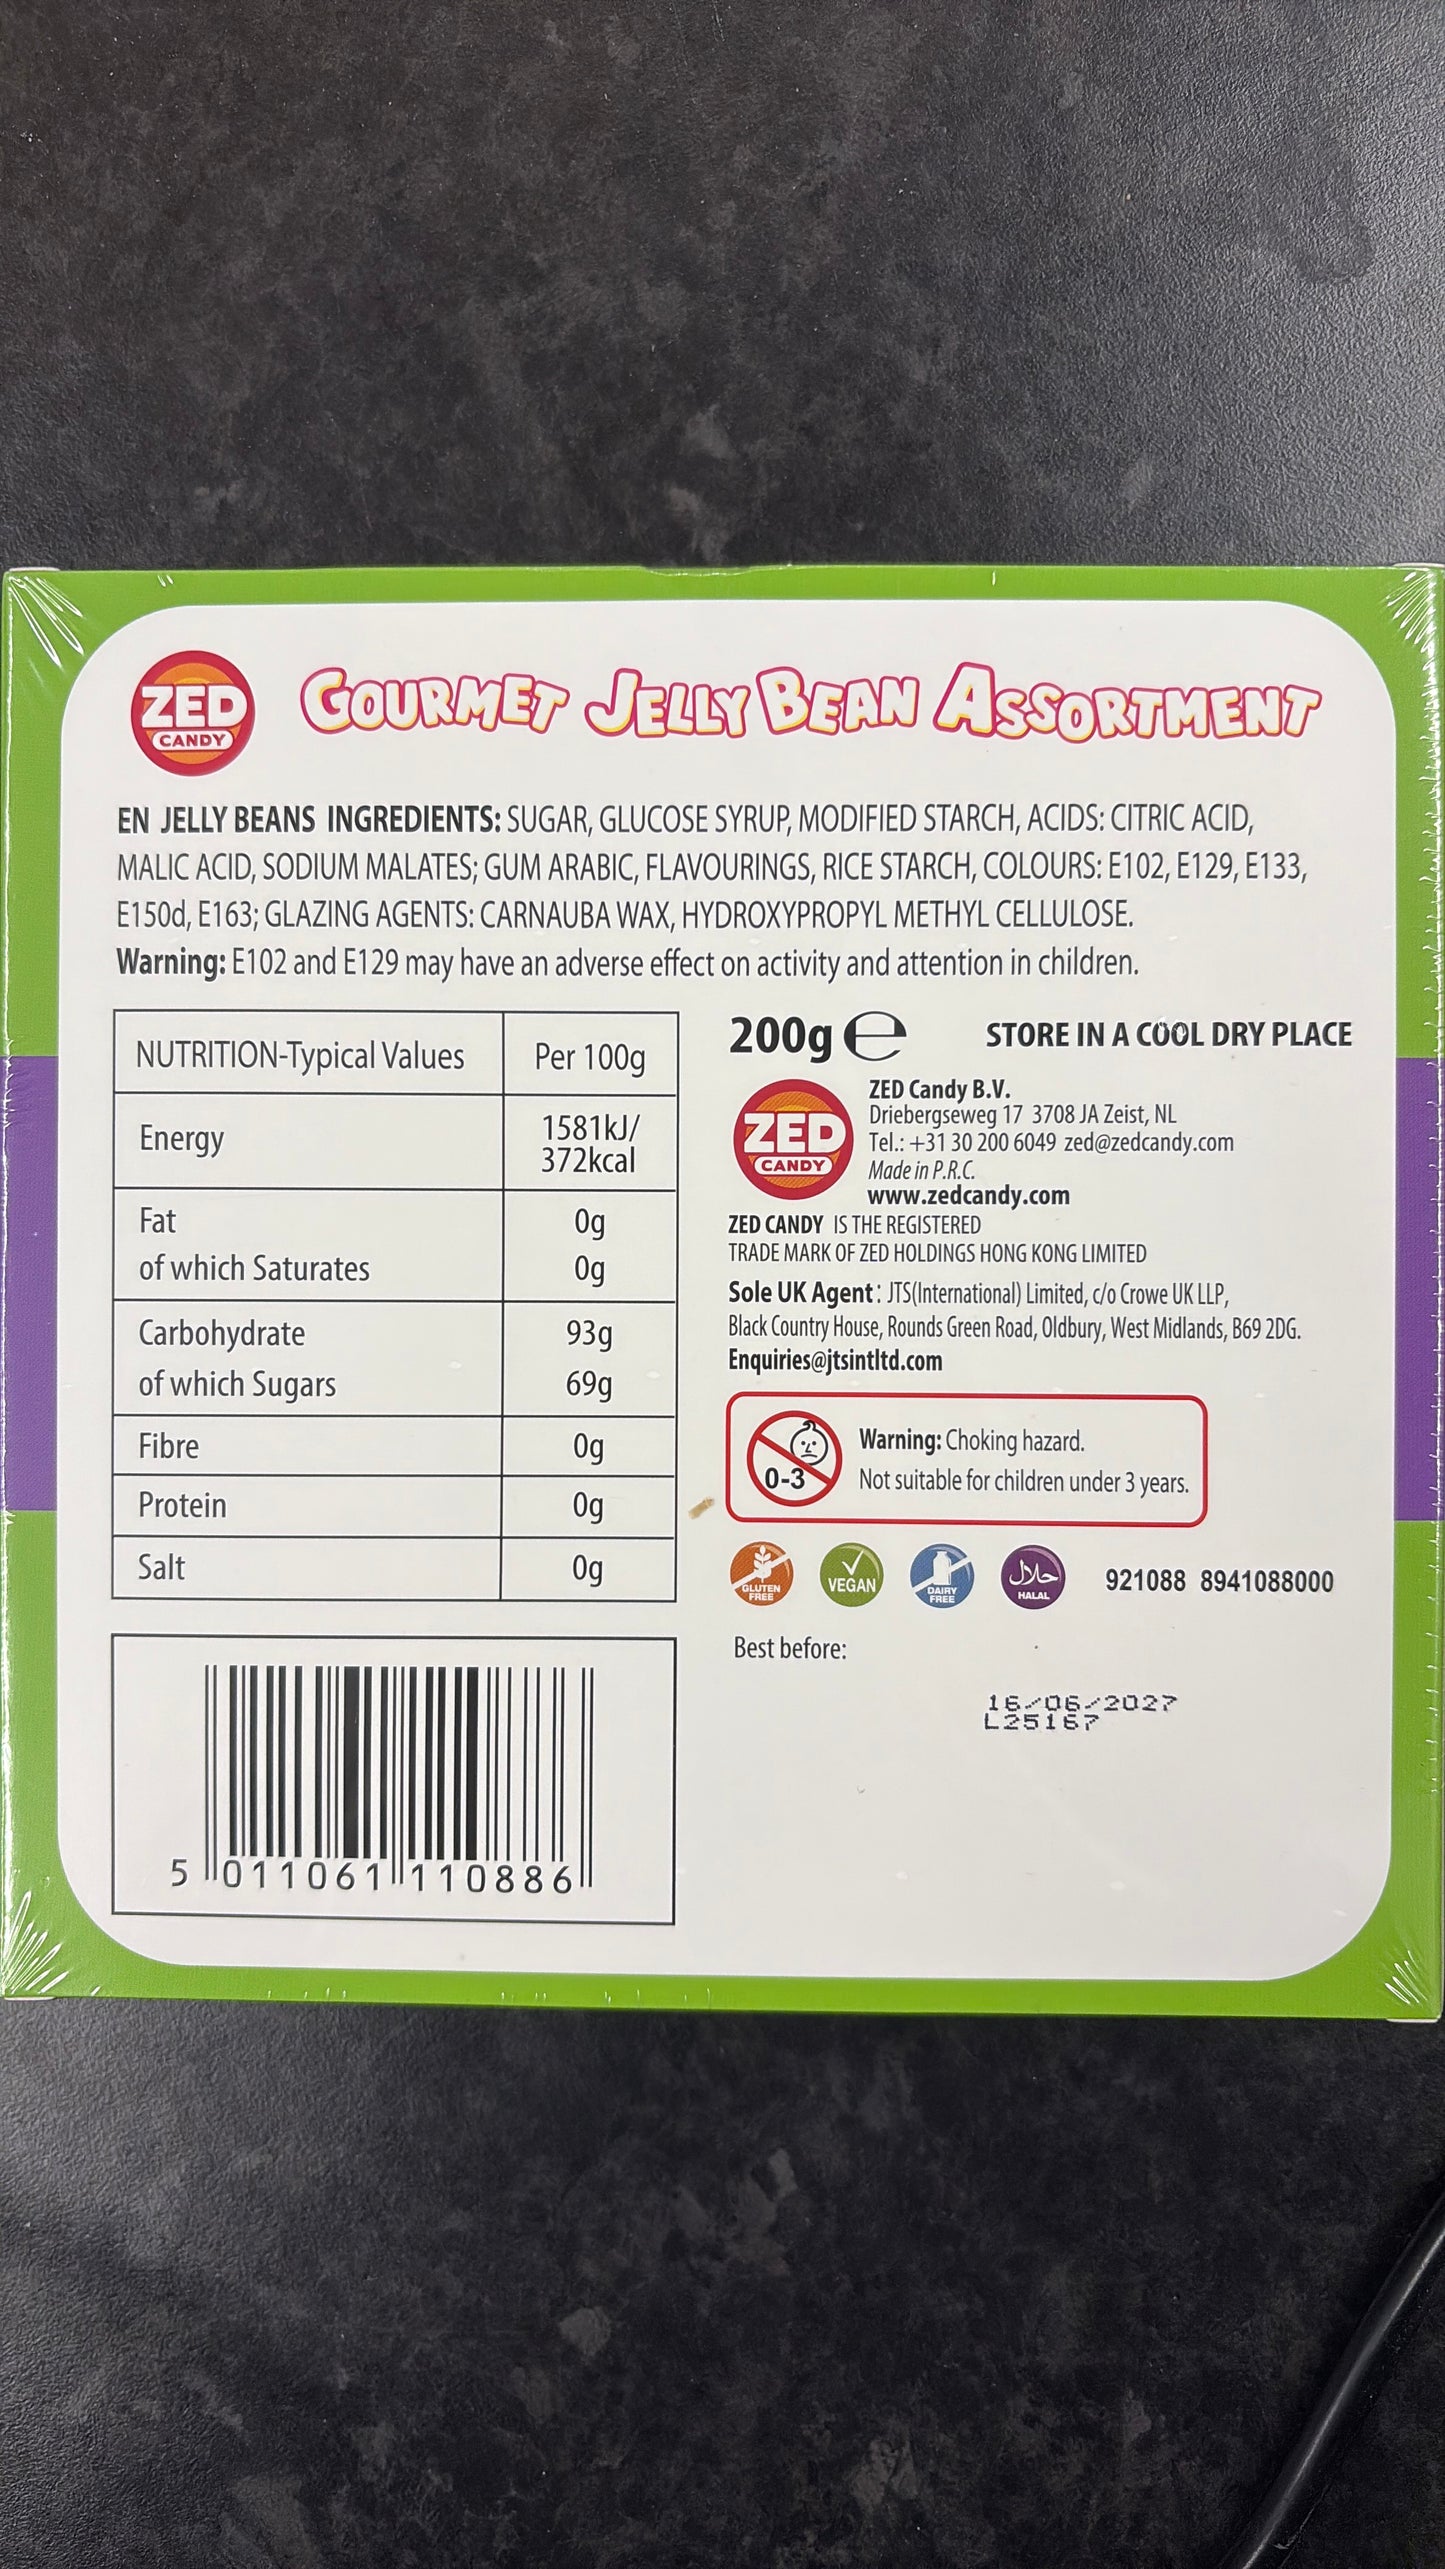 ZED
CANDY
GOURMET JELLY BEAN ASSORTMENT
EN JELLY BEANS INGREDIENTS: SUGAR, GLUCOSE SYRUP, MODIFIED STARCH, ACIDS: CITRIC ACID,
MALIC ACID, SODIUM MALATES; GUM ARABIC, FLAVOURINGS, RICE STARCH, COLOURS: E102, E129, E133,
E150d, E163; GLAZING AGENTS: CARNAUBA WAX, HYDROXYPROPYL METHYL CELLULOSE.
Warning: E102 and E129 may have an adverse effect on activity and attention in children.
NUTRITION-Typical Values Per 100g
Energy 1581kJ/
372kcal
Fat 0g
of which Saturates 0g
Carbohydrate 93g
of which Sugars 69g
Fibre 0g
Protein 0g
Salt 0g
5 011061 110886
200g e STORE IN A COOL DRY PLACE
ZED
CANDY
ZED Candy B.V.
Driebergseweg 17 3708 JA Zeist, NL
Tel.: +31 30 200 6049 zed@zedcandy.com
Made in P.R.C.
www.zedcandy.com
ZED CANDY IS THE REGISTERED
TRADE MARK OF ZED HOLDINGS HONG KONG LIMITED
Sole UK Agent: JTS(International) Limited, c/o Crowe UK LLP,
Black Country House, Rounds Green Road, Oldbury, West Midlands, B69 2DG.
Enquiries@jtsintltd.com
0-3
Warning: Choking hazard.
Not suitable for children under 3 years.
GLUTEN
FREE
VEGAN
DAIRY
FREE
حلال
HALAL
921088 8941088000
Best before:
16/06/2027
L25167